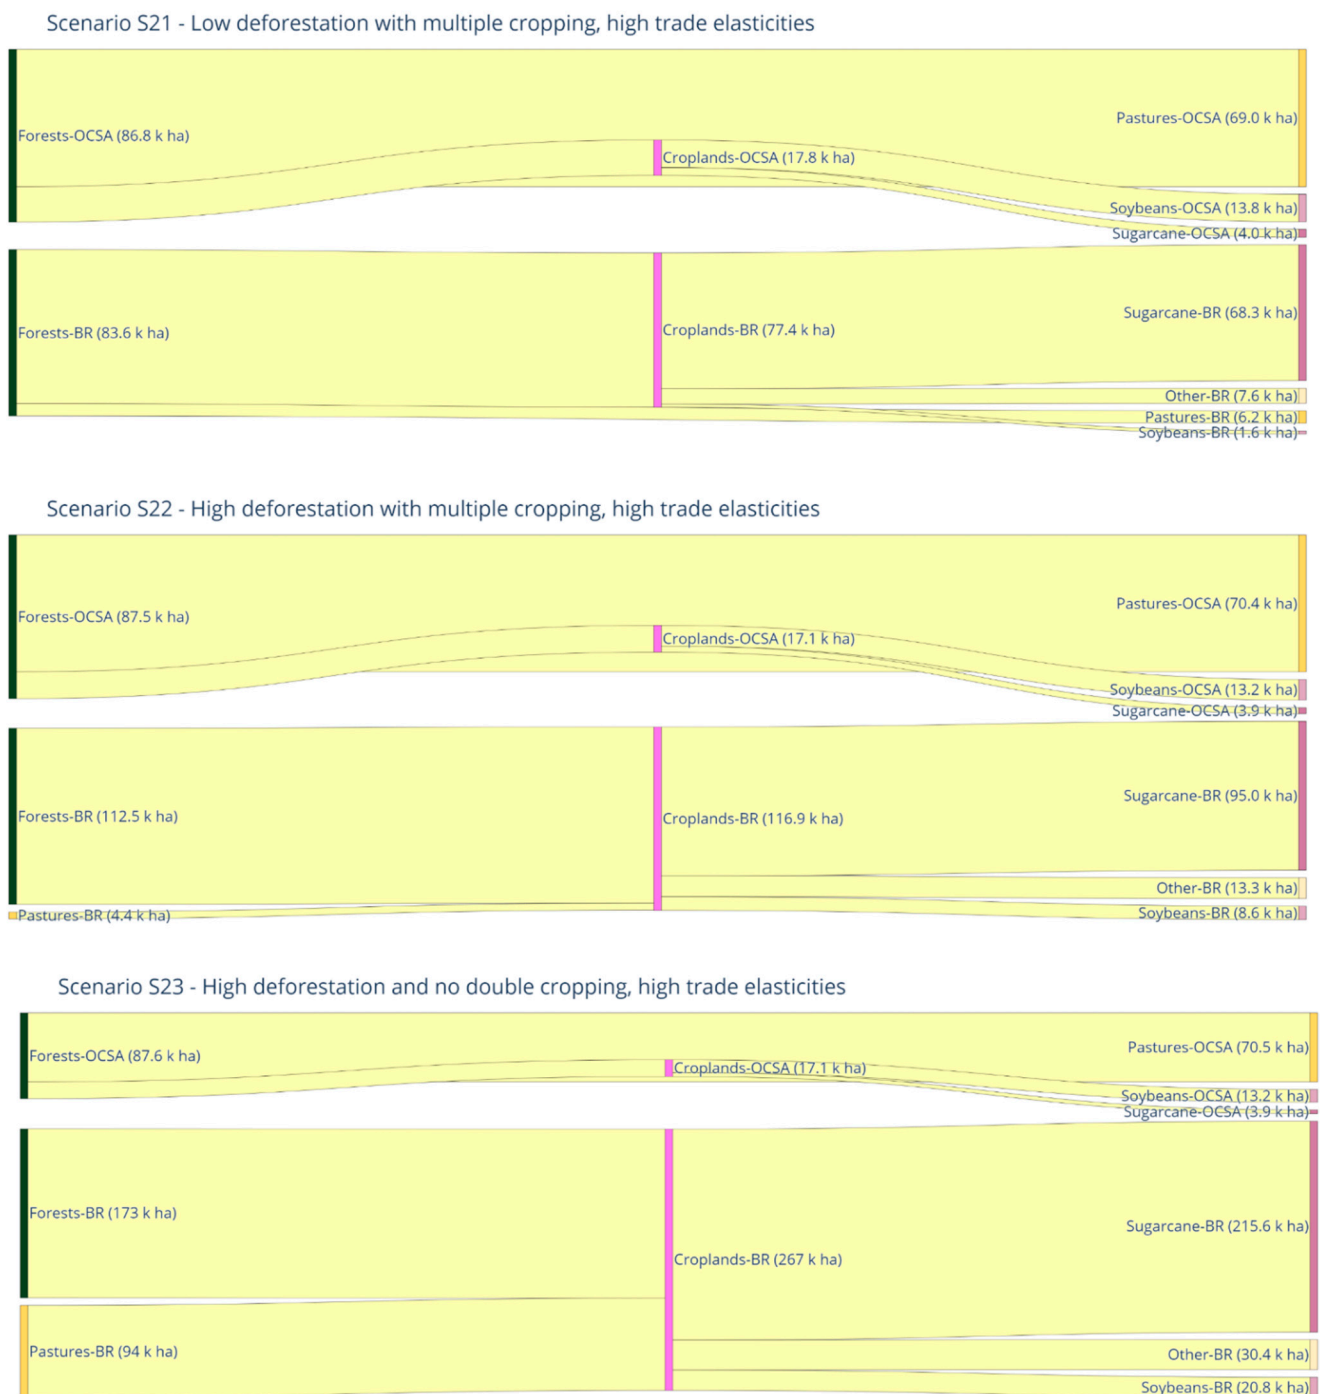 Scenario S21 - Low deforestation with multiple cropping, high trade elasticities
Pastures-OCSA (69.0 k ha)
Forests-OCSA (86.8 k ha)
Croplands-OCSA (17.8 k ha)
Soybeans-OCSA (13.8 k ha)
Sugarcane-OCSA (4.0 k ha)
Sugarcane-BR (68.3 k ha)
Forests-BR (83.6 k ha)
Croplands-BR (77.4 k ha)
Other-BR (7.6 k ha)
Pastures-BR (6.2 k ha)
Soybeans-BR (1.6 k ha)
Scenario S22 - High deforestation with multiple cropping, high trade elasticities
Pastures-OCSA (70.4 k ha)
Forests-OCSA (87.5 k ha)
Croplands-OCSA (17.1 k ha)
Soybeans-OCSA (13.2 k ha)
Sugarcane-OCSA (3.9 k ha)
Sugarcane-BR (95.0 k ha)
Forests-BR (112.5 k ha)
Croplands-BR (116.9 k ha)
Other-BR (13.3 k ha)
Pastures-BR (4.4 k ha)
Soybeans-BR (8.6 k ha)
Scenario S23 - High deforestation and no double cropping, high trade elasticities
Pastures-OCSA (70.5 k ha)
Forests-OCSA (87.6 k ha)
Croplands-OCSA (17.1 k ha)
Soybeans-OCSA (13.2 k ha)
Sugarcane-OCSA (3.9 k ha)
Forests-BR (173 k ha)
Sugarcane-BR (215.6 k ha)
Croplands-BR (267 k ha)
Pastures-BR (94 k ha)
Other-BR (30.4 k ha)
Soybeans-BR (20.8 k ha)